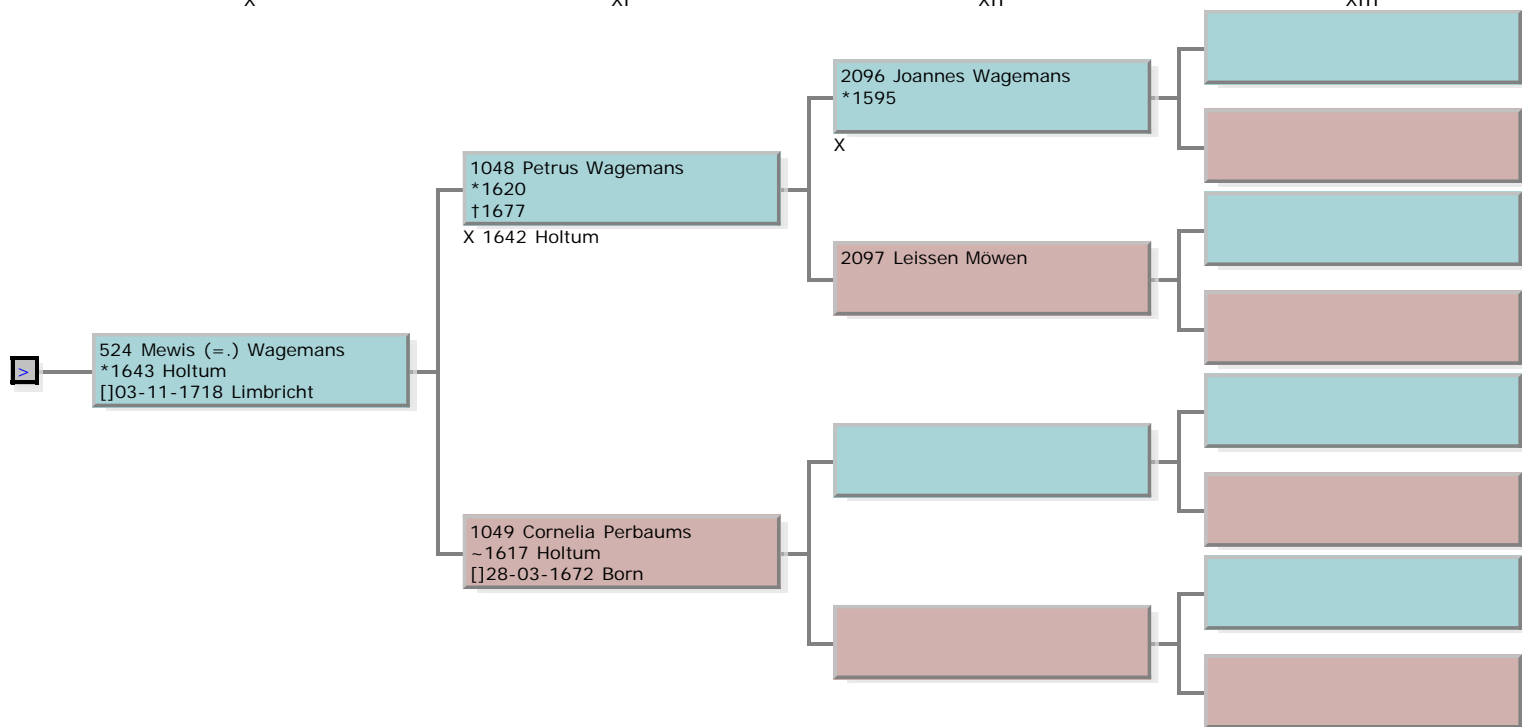 X XI XII XIII
2096 Joannes Wagemans
*1595
X
1048 Petrus Wagemans
*1620
†1677
X 1642 Holtum
2097 Leissen Möwen
524 Mewis (=.) Wagemans
*1643 Holtum
[]03-11-1718 Limbricht
>
1049 Cornelia Perbaums
~1617 Holtum
[]28-03-1672 Born